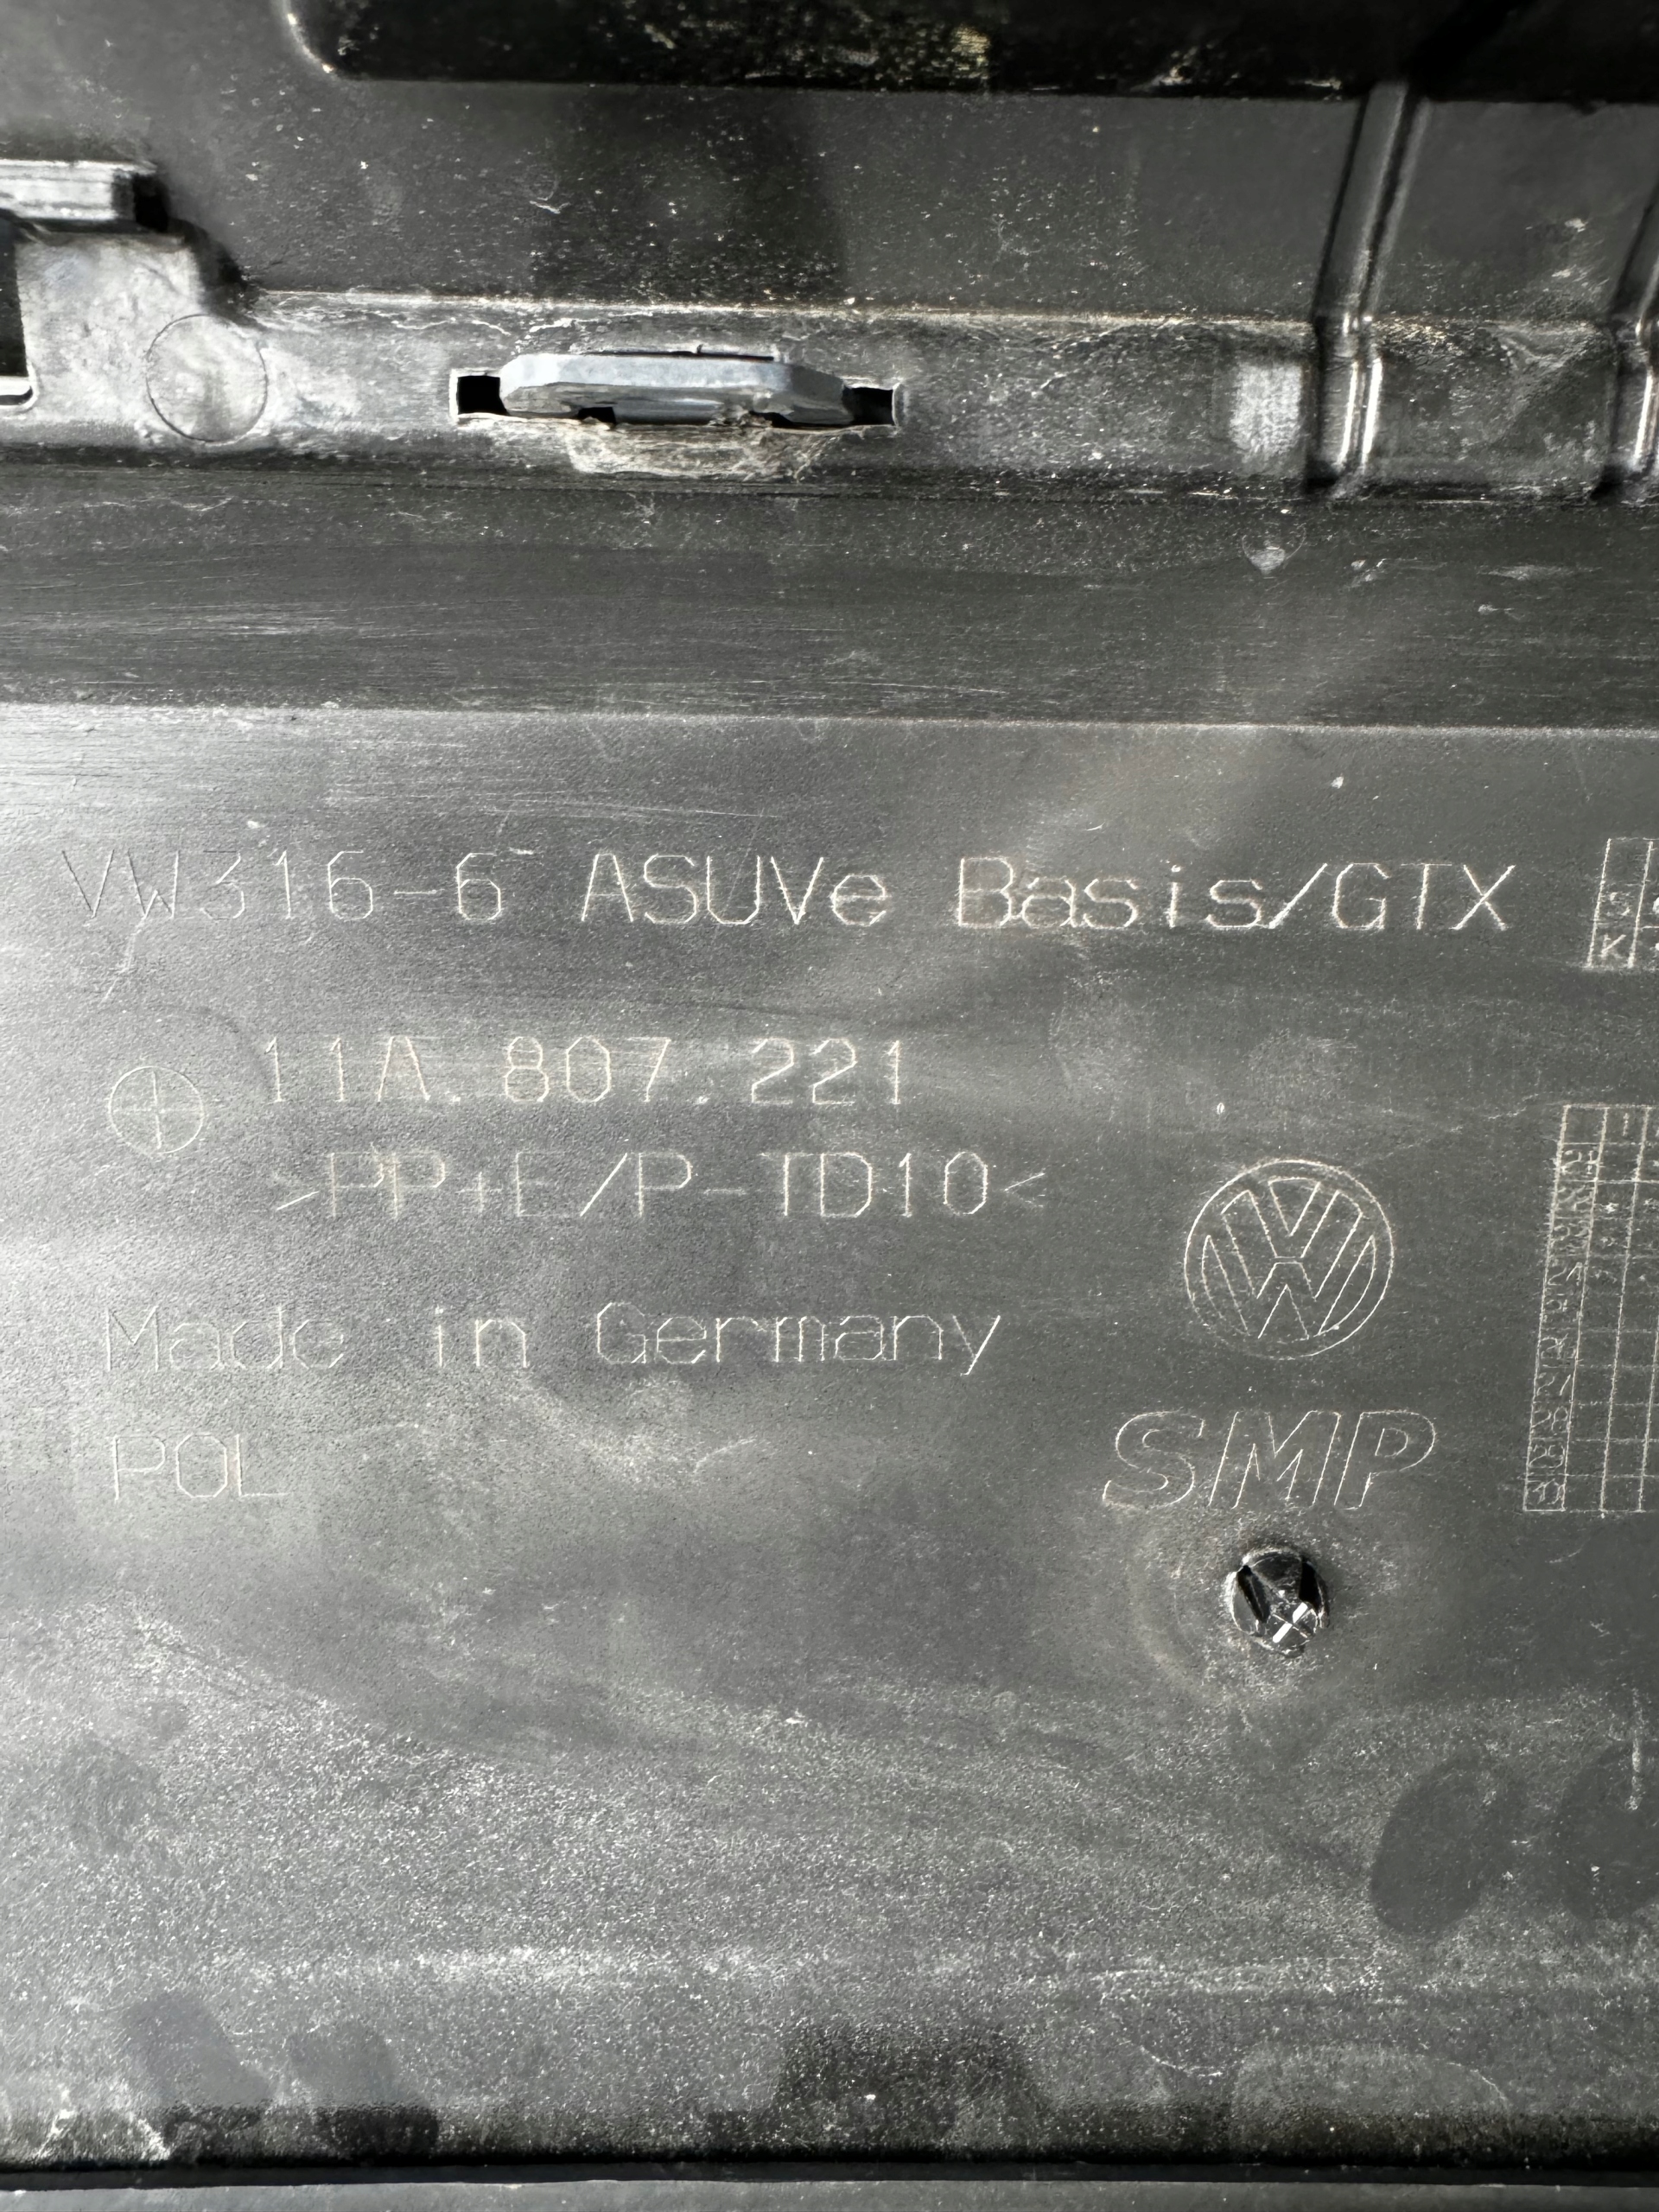 VW316-6 ASUVe Basis/GTX
11A.807.221
>PP+E/P-TD10<
Made in Germany
POL
SMP